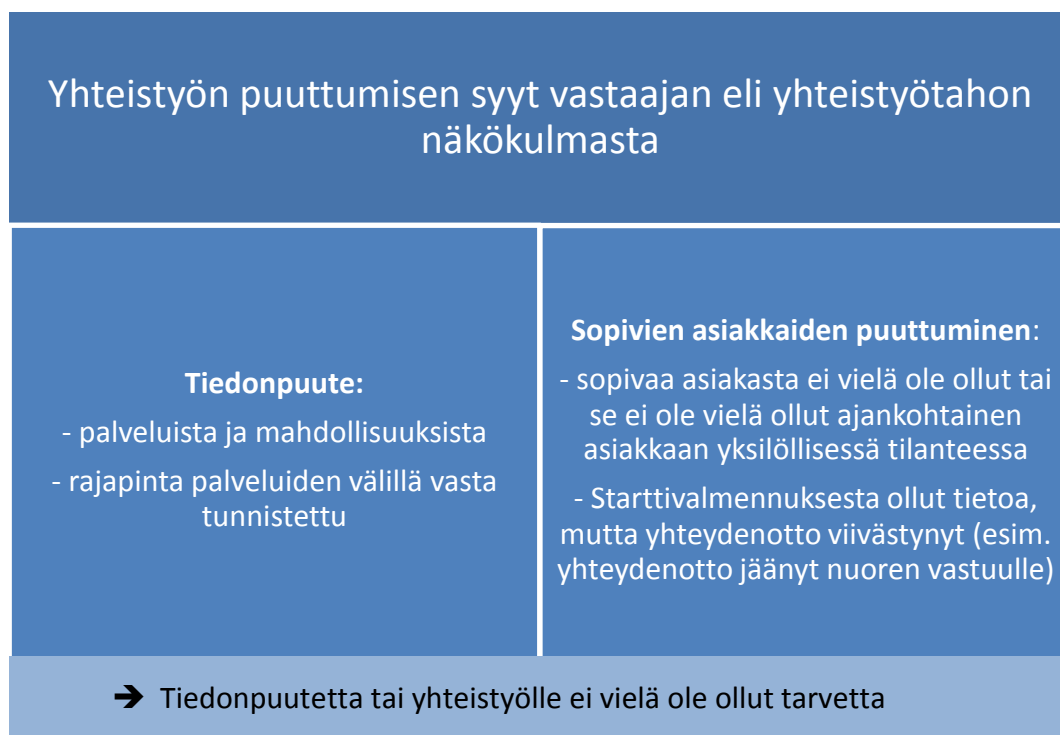 Yhteistyön puuttumisen syyt vastaajan eli yhteistyötahon
näkökulmasta
Tiedonpuute:
- palveluista ja mahdollisuuksista
- rajapinta palveluiden välillä vasta
tunnistettu
Sopivien asiakkaiden puuttuminen:
- sopivaa asiakasta ei vielä ole ollut tai
se ei ole vielä ollut ajankohtainen
asiakkaan yksilöllisessä tilanteessa
- Starttivalmennuksesta ollut tietoa,
mutta yhteydenotto viivästynyt (esim.
yhteydenotto jäänyt nuoren vastuulle)
➔ Tiedonpuutetta tai yhteistyölle ei vielä ole ollut tarvetta